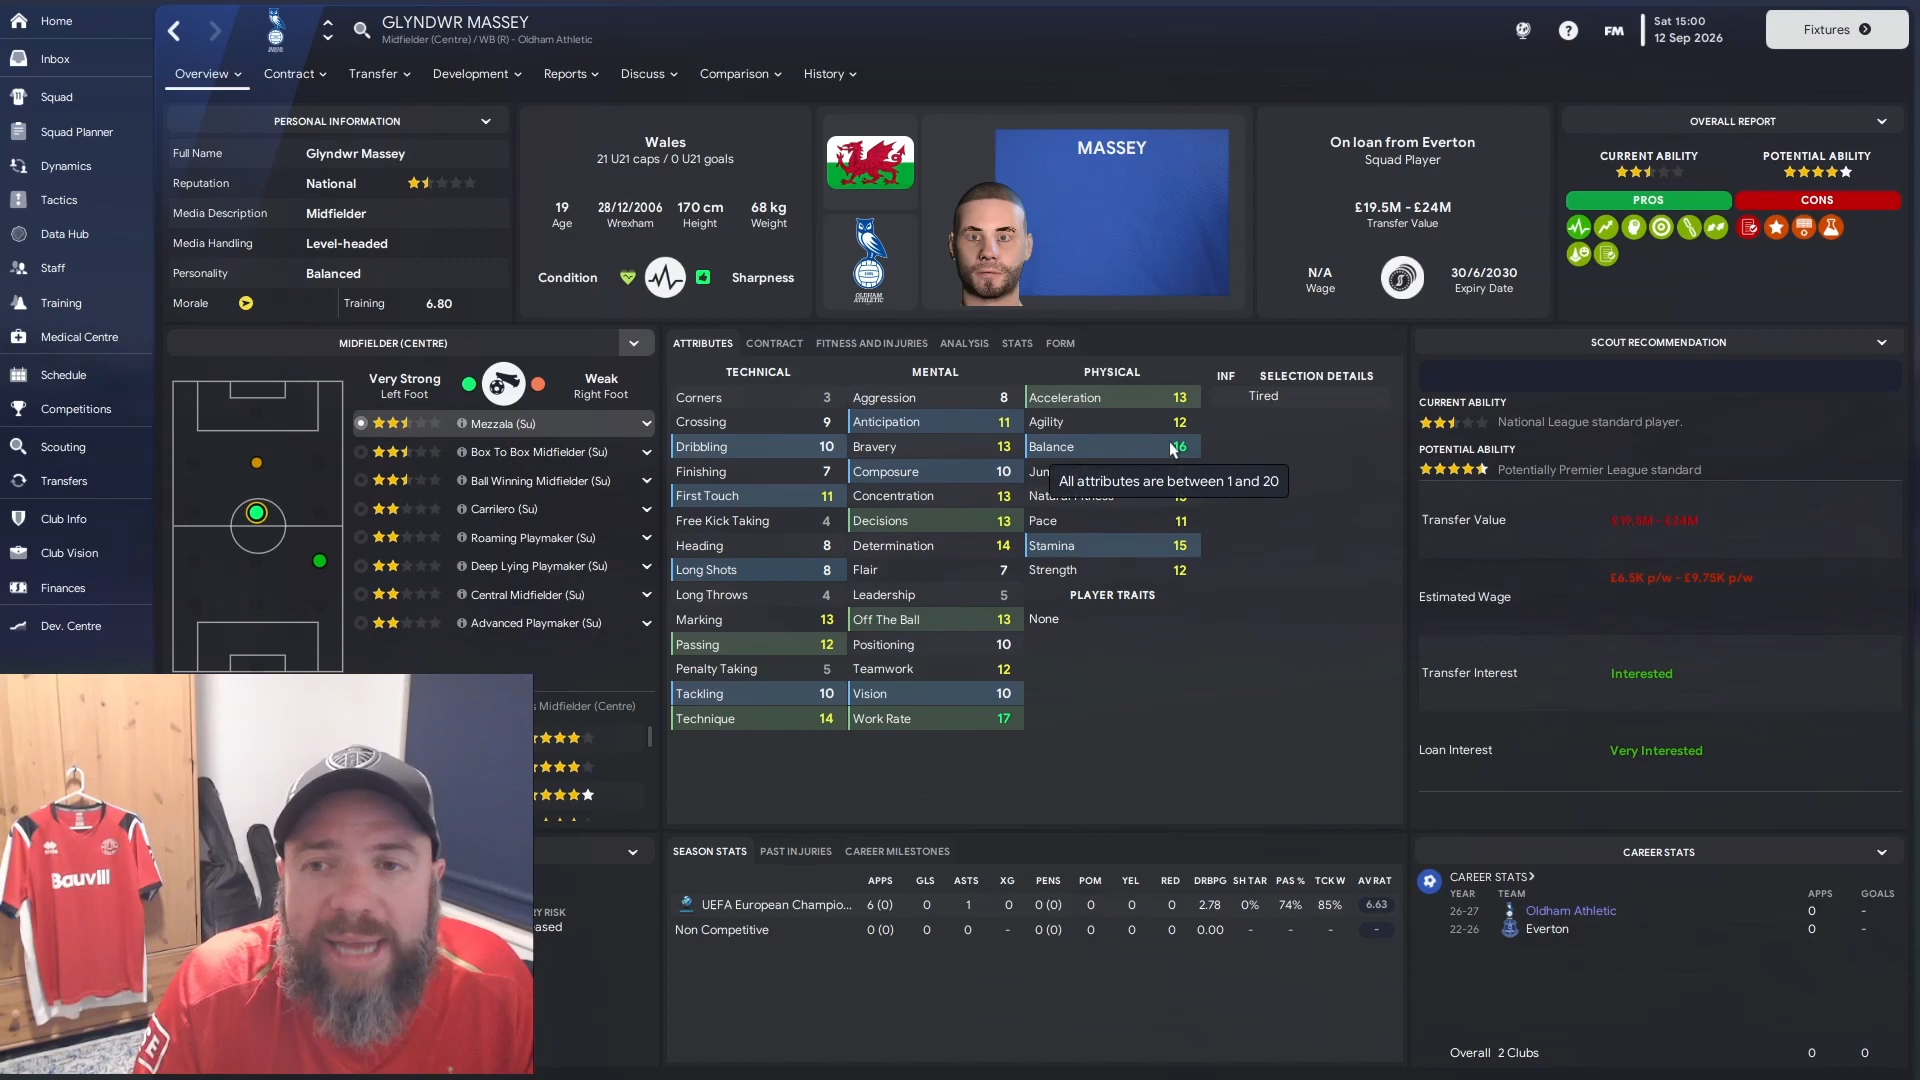 Home
Inbox
Squad
Squad Planner
Dynamics
Tactics
Data Hub
Staff
Training
Medical Centre
Schedule
Competitions
Scouting
Transfers
Club Info
Club Vision
Finances
Dev. Centre
GLYNDWR MASSEY
Midfielder (Centre) / WB (R) - Oldham Athletic
FM
Sat 15:00
12 Sep 2026
Fixtures
Overview
Contract
Transfer
Development
Reports
Discuss
Comparison
History
PERSONAL INFORMATION
Full Name Glyndwr Massey
Reputation National
Media Description Midfielder
Media Handling Level-headed
Personality Balanced
Morale Training 6.80
Wales
21 U21 caps / 0 U21 goals
19 28/12/2006 170 cm 68 kg
Age Wrexham Height Weight
Condition Sharpness
OLDHAM
ATHLETIC
MASSEY
On loan from Everton
Squad Player
£19.5M - £24M
Transfer Value
N/A 30/6/2030
Wage Expiry Date
OVERALL REPORT
CURRENT ABILITY POTENTIAL ABILITY
PROS CONS
MIDFIELDER (CENTRE)
Very Strong Weak
Left Foot Right Foot
Mezzala (Su)
Box To Box Midfielder (Su)
Ball Winning Midfielder (Su)
Carrilero (Su)
Roaming Playmaker (Su)
Deep Lying Playmaker (Su)
Central Midfielder (Su)
Advanced Playmaker (Su)
s Midfielder (Centre)
RY RISK
ased
ATTRIBUTES CONTRACT FITNESS AND INJURIES ANALYSIS STATS FORM
TECHNICAL
Corners 3
Crossing 9
Dribbling 10
Finishing 7
First Touch 11
Free Kick Taking 4
Heading 8
Long Shots 8
Long Throws 4
Marking 13
Passing 12
Penalty Taking 5
Tackling 10
Technique 14
MENTAL
Aggression 8
Anticipation 11
Bravery 13
Composure 10
Concentration 13
Decisions 13
Determination 14
Flair 7
Leadership 5
Off The Ball 13
Positioning 10
Teamwork 12
Vision 10
Work Rate 17
PHYSICAL
Acceleration 13
Agility 12
Balance 16
Jum
All attributes are between 1 and 20
Pace 11
Stamina 15
Strength 12
PLAYER TRAITS
None
INF SELECTION DETAILS
Tired
SCOUT RECOMMENDATION
CURRENT ABILITY
National League standard player.
POTENTIAL ABILITY
Potentially Premier League standard
Transfer Value £19.5M - £24M
Estimated Wage £6.5K p/w - £9.75K p/w
Transfer Interest Interested
Loan Interest Very Interested
SEASON STATS PAST INJURIES CAREER MILESTONES
APPS GLS ASTS XG PENS POM YEL RED DRBPG SH TAR PAS % TCK W AV RAT
UEFA European Champio... 6 (0) 0 1 0 0 (0) 0 0 0 2.78 0% 74% 85% 6.63
Non Competitive 0 (0) 0 0 - 0 (0) 0 0 0 0.00 - - - -
CAREER STATS
CAREER STATS>
YEAR TEAM APPS GOALS
26-27 Oldham Athletic 0 -
22-26 Everton 0 -
Overall 2 Clubs 0 0
Bauvill